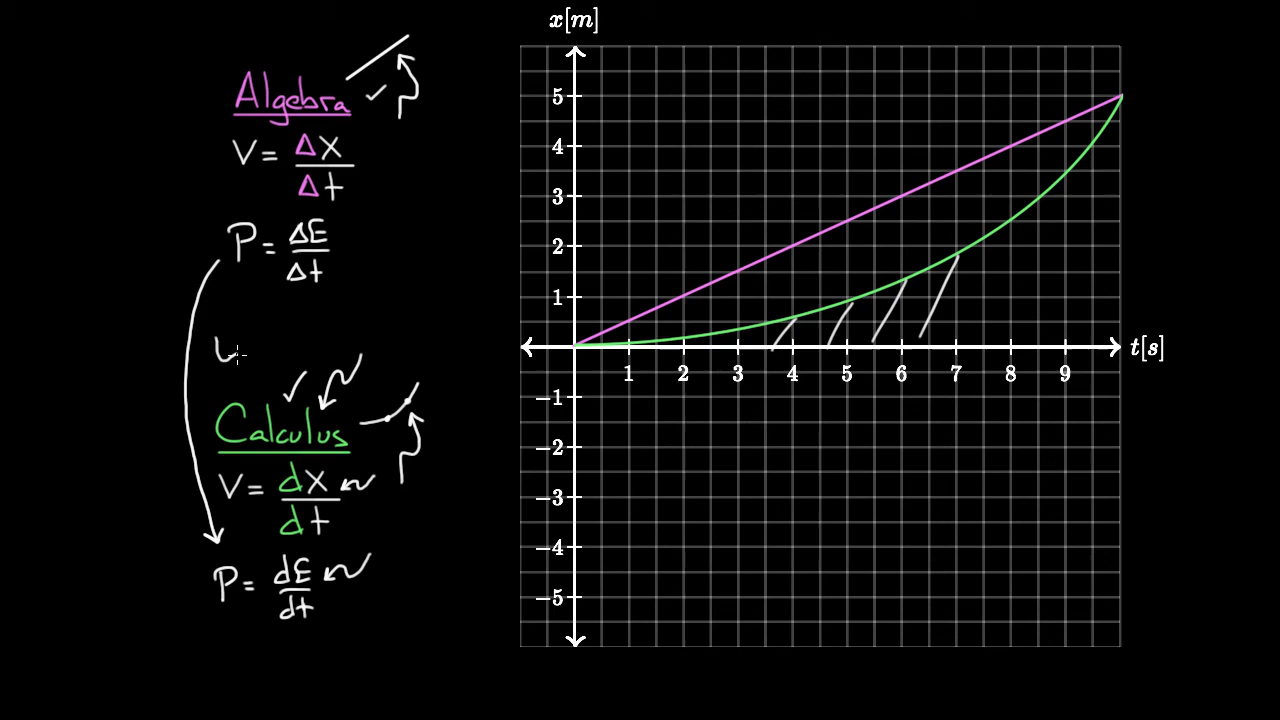 Algebra
V = Δx
Δt
P = ΔE
Δt
Calculus
V = dx
dt
P = dE
dt
x[m]
5
4
3
2
1
1 2 3 4 5 6 7 8 9
t[s]
−1
−2
−3
−4
−5